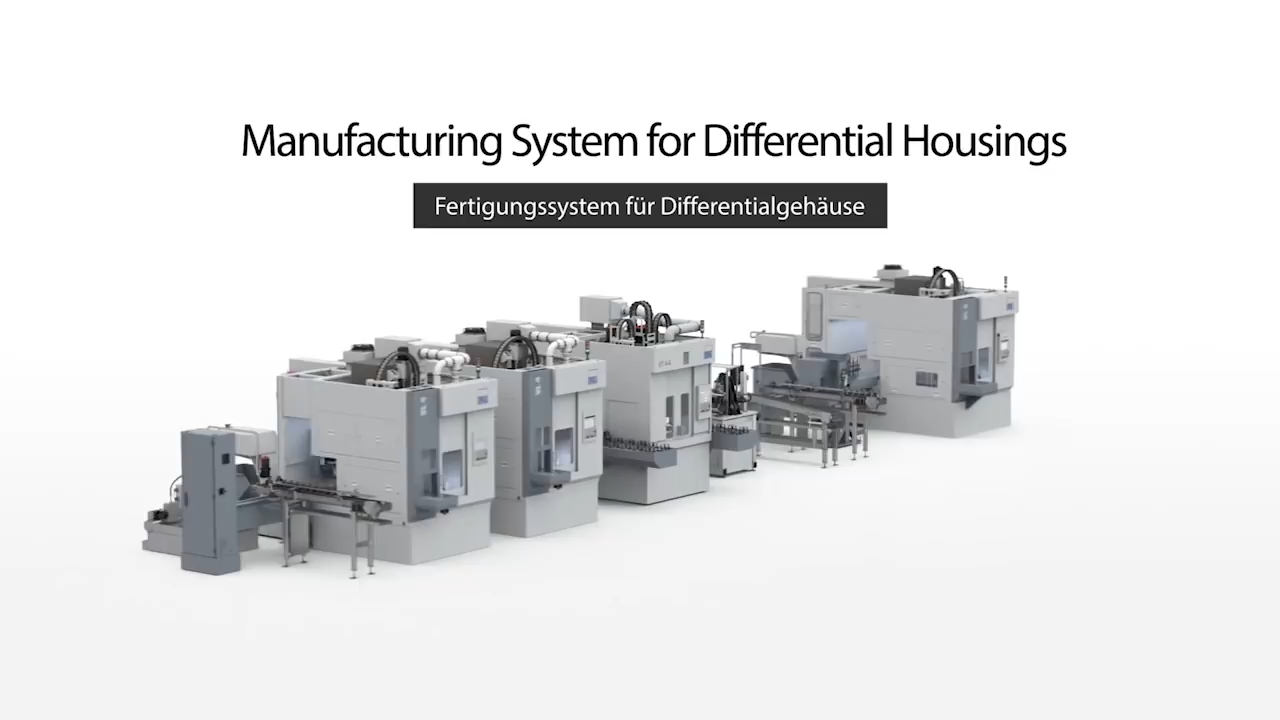 Manufacturing System for Differential Housings
Fertigungssystem für Differentialgehäuse